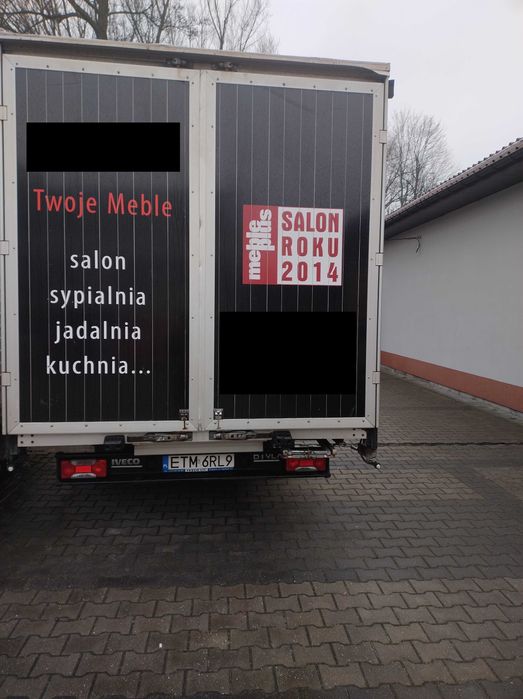 Twoje Meble
salon
sypialnia
jadalnia
kuchnia...
meble
plus
SALON
ROKU
2014
IVECO
ETM 6RL9